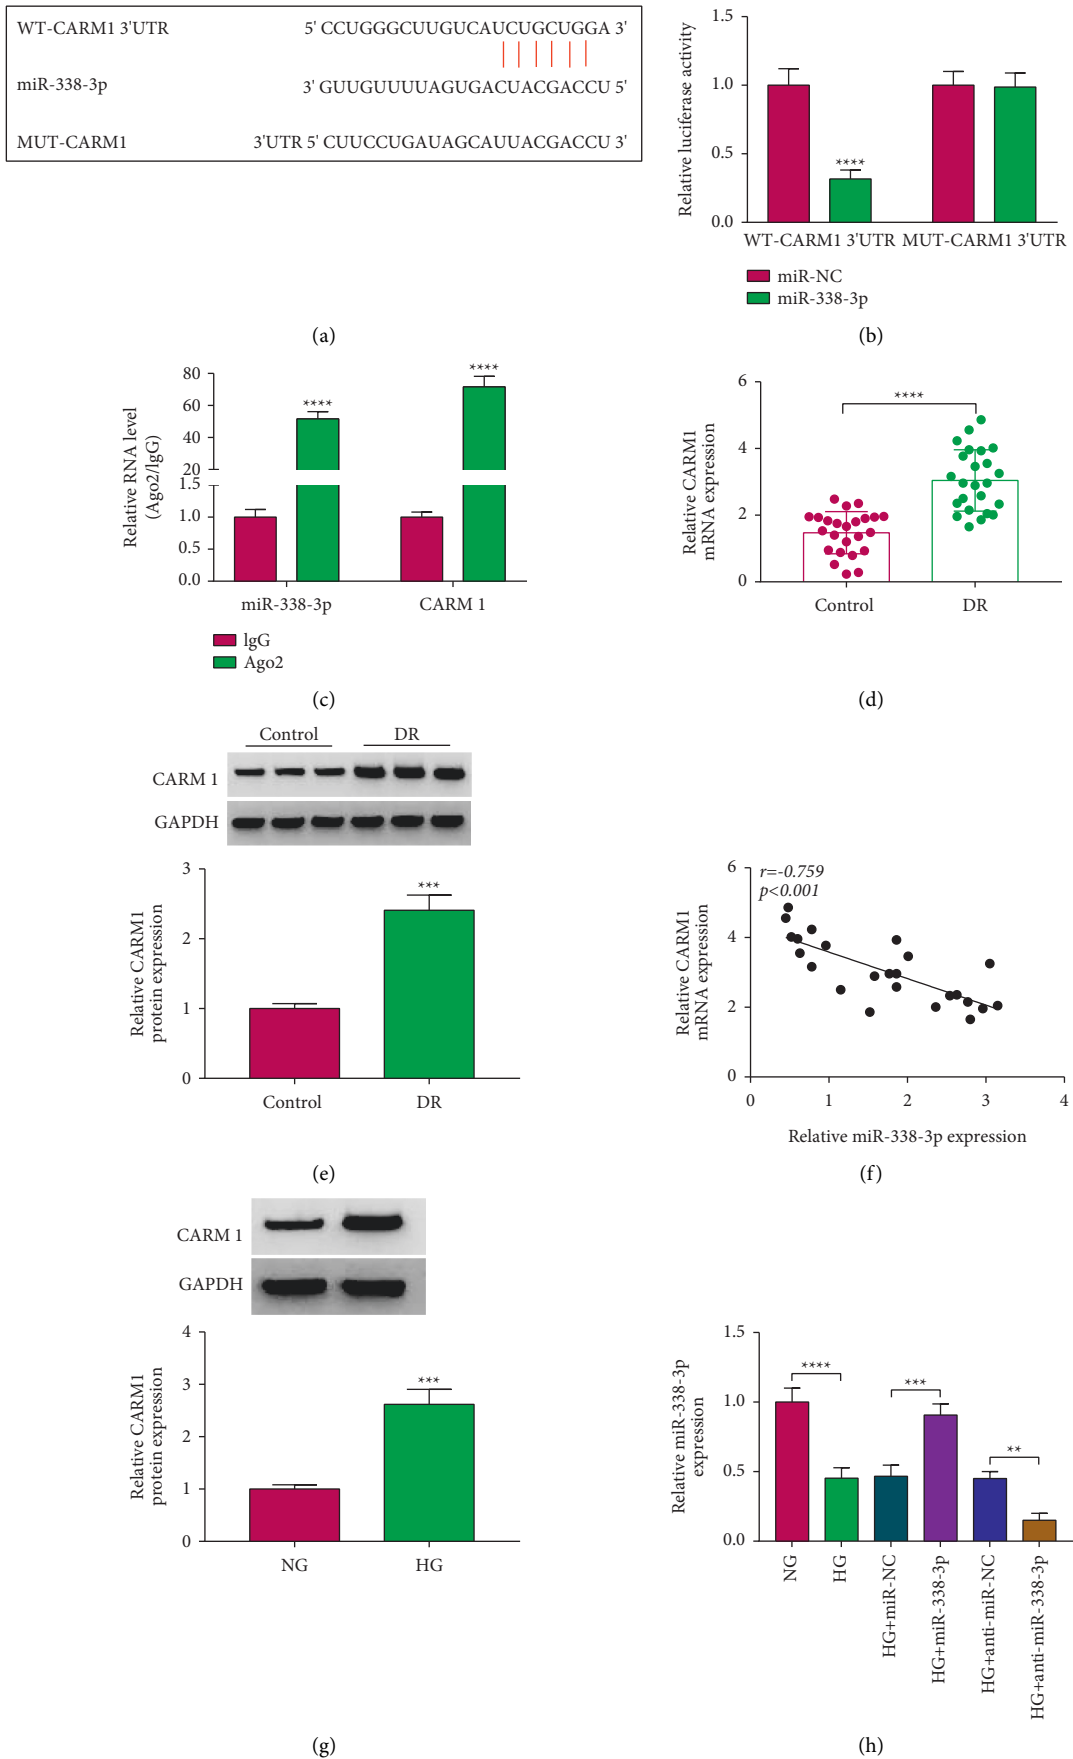 WT-CARM1 3'UTR 5' CCUGGGCUUGUCAUCUGCUGGA 3'
miR-338-3p 3' GUUGUUUUAGUGACUACGACCU 5'
MUT-CARM1 3'UTR 5' CUUCCUGAUAGCAUUACGACCU 3'
(a)
Relative luciferase activity
1.5
1.0
0.5
0.0
****
WT-CARM1 3'UTR MUT-CARM1 3'UTR
miR-NC
miR-338-3p
(b)
Relative RNA level
(Ago2/lgG)
80
60
40
20
1.5
1.0
0.5
0.0
****
****
miR-338-3p CARM 1
lgG
Ago2
(c)
Relative CARM1
mRNA expression
6
4
2
0
****
Control DR
(d)
Control DR
CARM 1
GAPDH
Relative CARM1
protein expression
3
2
1
0
***
Control DR
(e)
Relative CARM1
mRNA expression
6
4
2
0
r=-0.759
p<0.001
0 1 2 3 4
Relative miR-338-3p expression
(f)
CARM 1
GAPDH
Relative CARM1
protein expression
4
3
2
1
0
***
NG HG
(g)
Relative miR-338-3p
expression
1.5
1.0
0.5
0.0
****
***
**
NG
HG
HG+miR-NC
HG+miR-338-3p
HG+anti-miR-NC
HG+anti-miR-338-3p
(h)